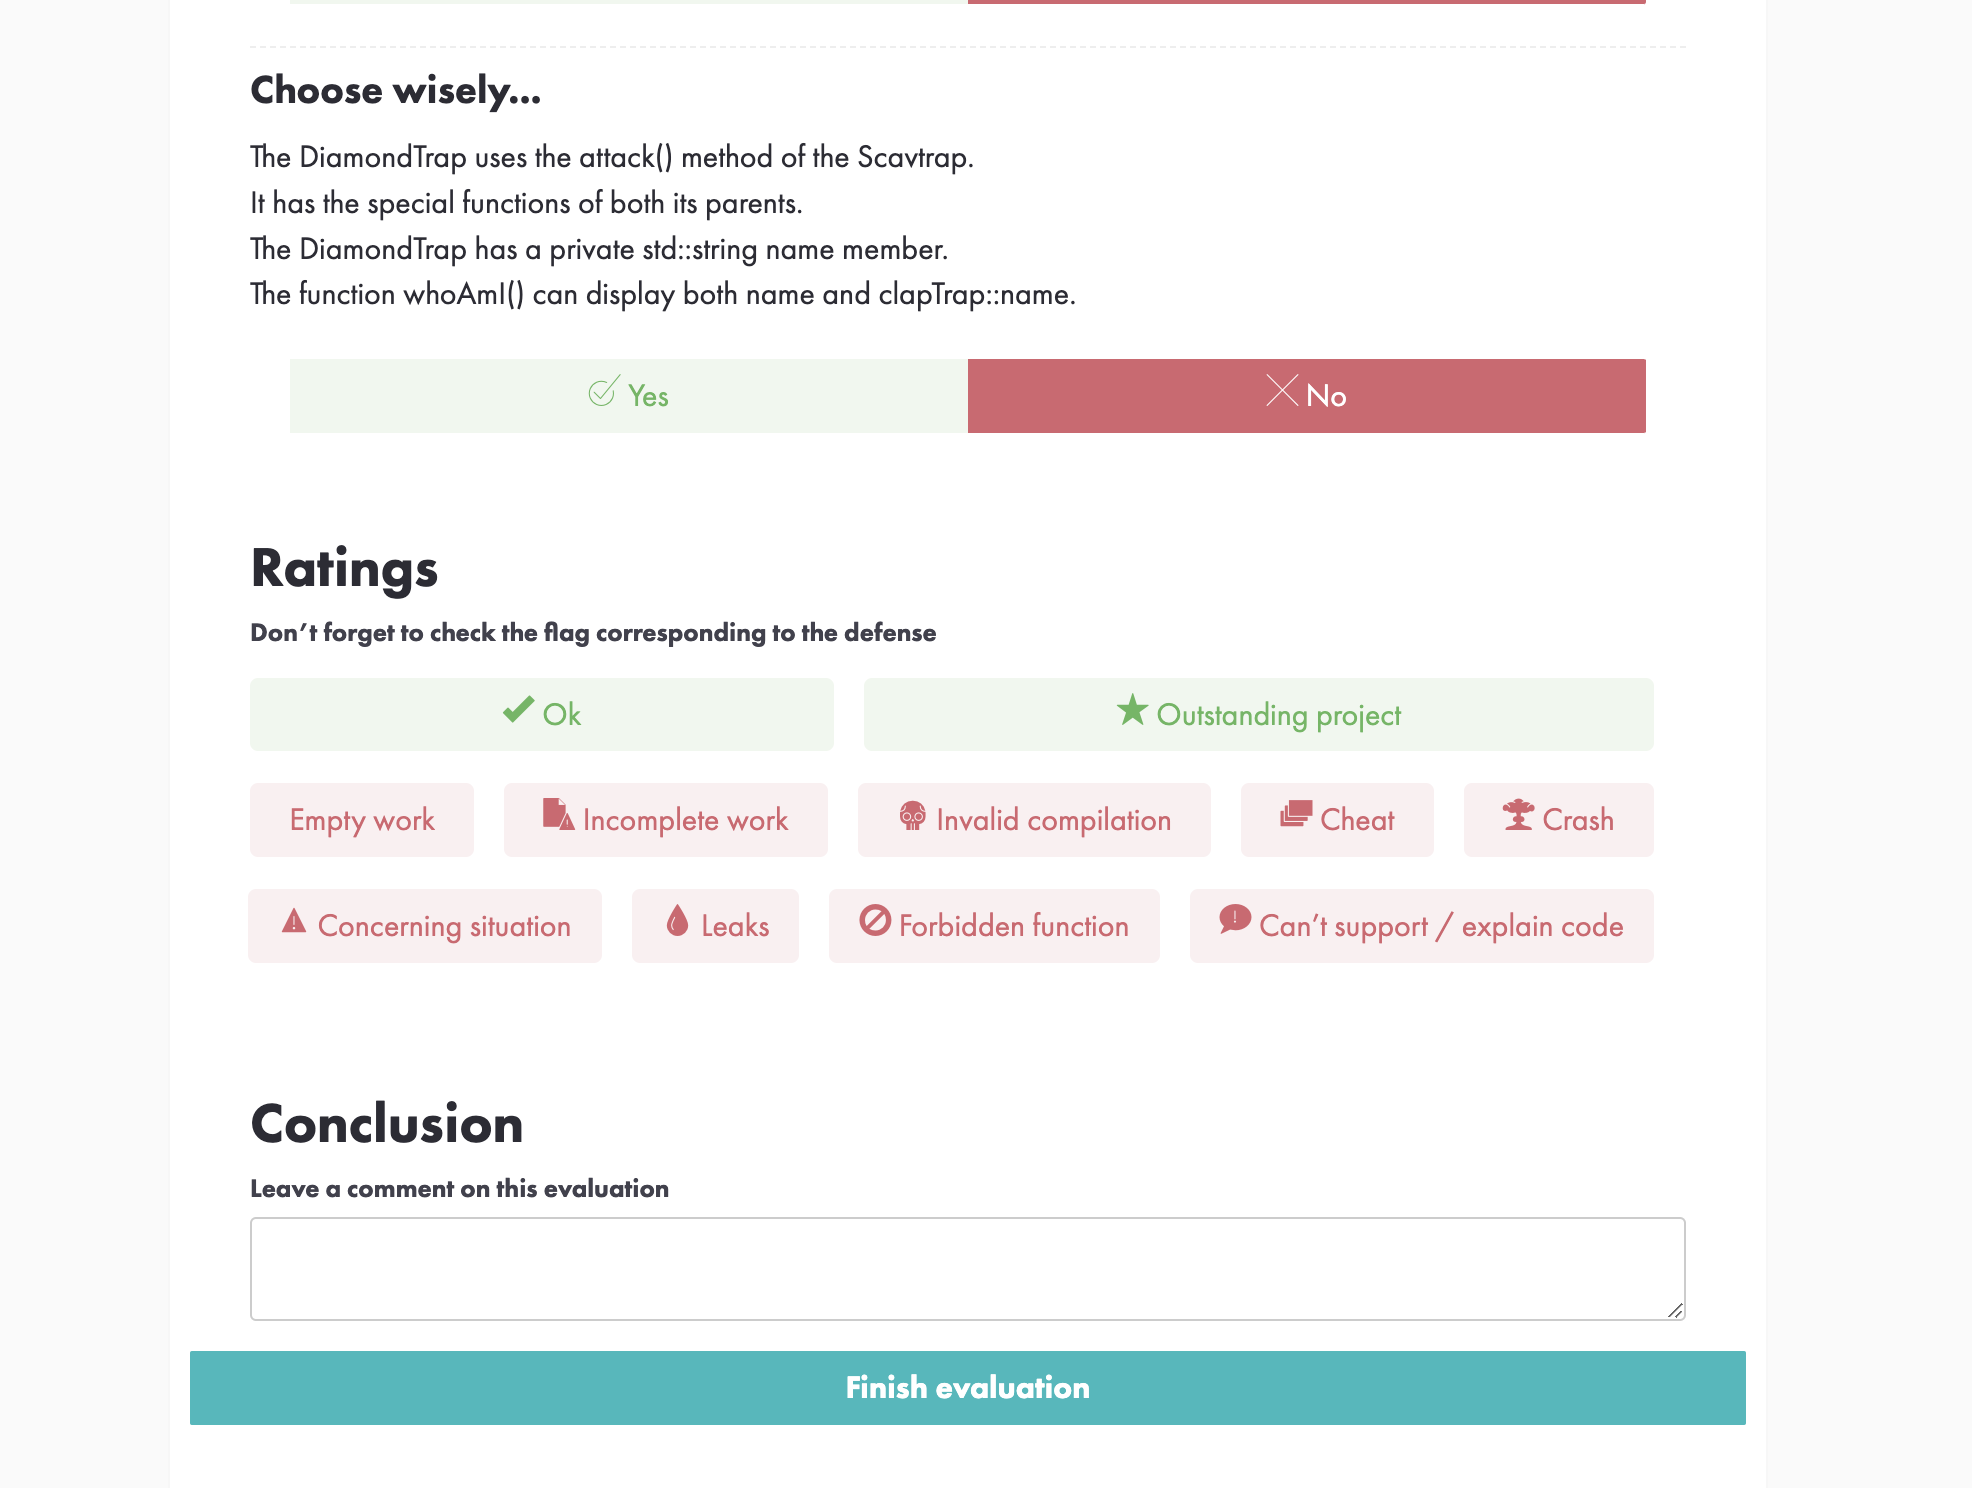 Choose wisely...
The DiamondTrap uses the attack() method of the Scavtrap.
It has the special functions of both its parents.
The DiamondTrap has a private std::string name member.
The function whoAmI() can display both name and clapTrap::name.
Yes
No
Ratings
Don’t forget to check the flag corresponding to the defense
Ok
Outstanding project
Empty work
Incomplete work
Invalid compilation
Cheat
Crash
Concerning situation
Leaks
Forbidden function
Can’t support / explain code
Conclusion
Leave a comment on this evaluation
Finish evaluation